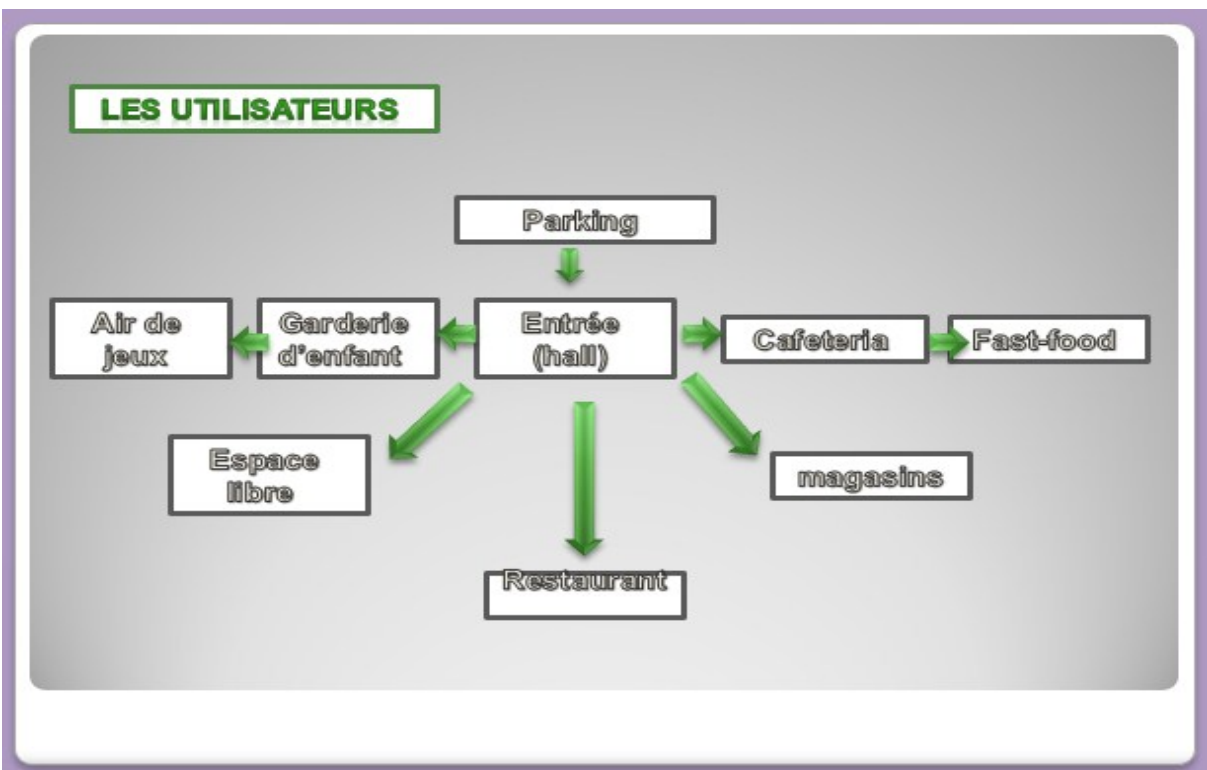 LES UTILISATEURS
Parking
Air de
jeux
Garderie
d'enfant
Entrée
(hall)
Cafeteria
Fast-food
Espace
libre
magasins
Restaurant